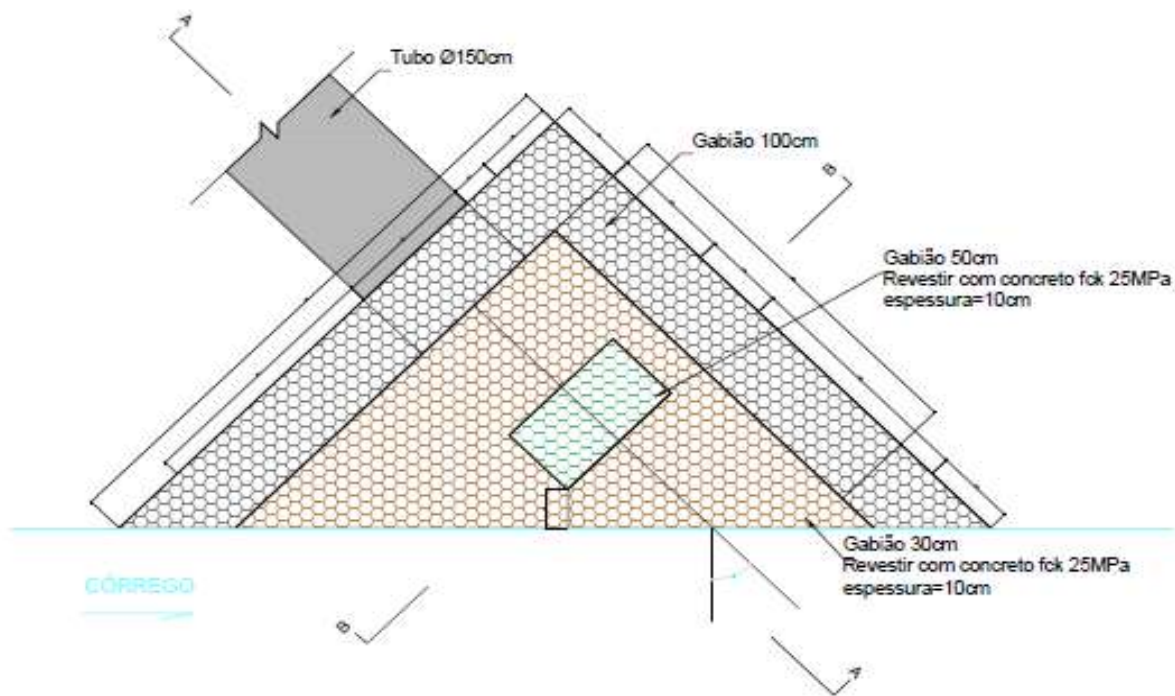 A
Tubo Ø150cm
Gabião 100cm
B
Gabião 50cm
Revestir com concreto fck 25MPa
espessura=10cm
Gabião 30cm
Revestir com concreto fck 25MPa
espessura=10cm
CÓRREGO
B
A